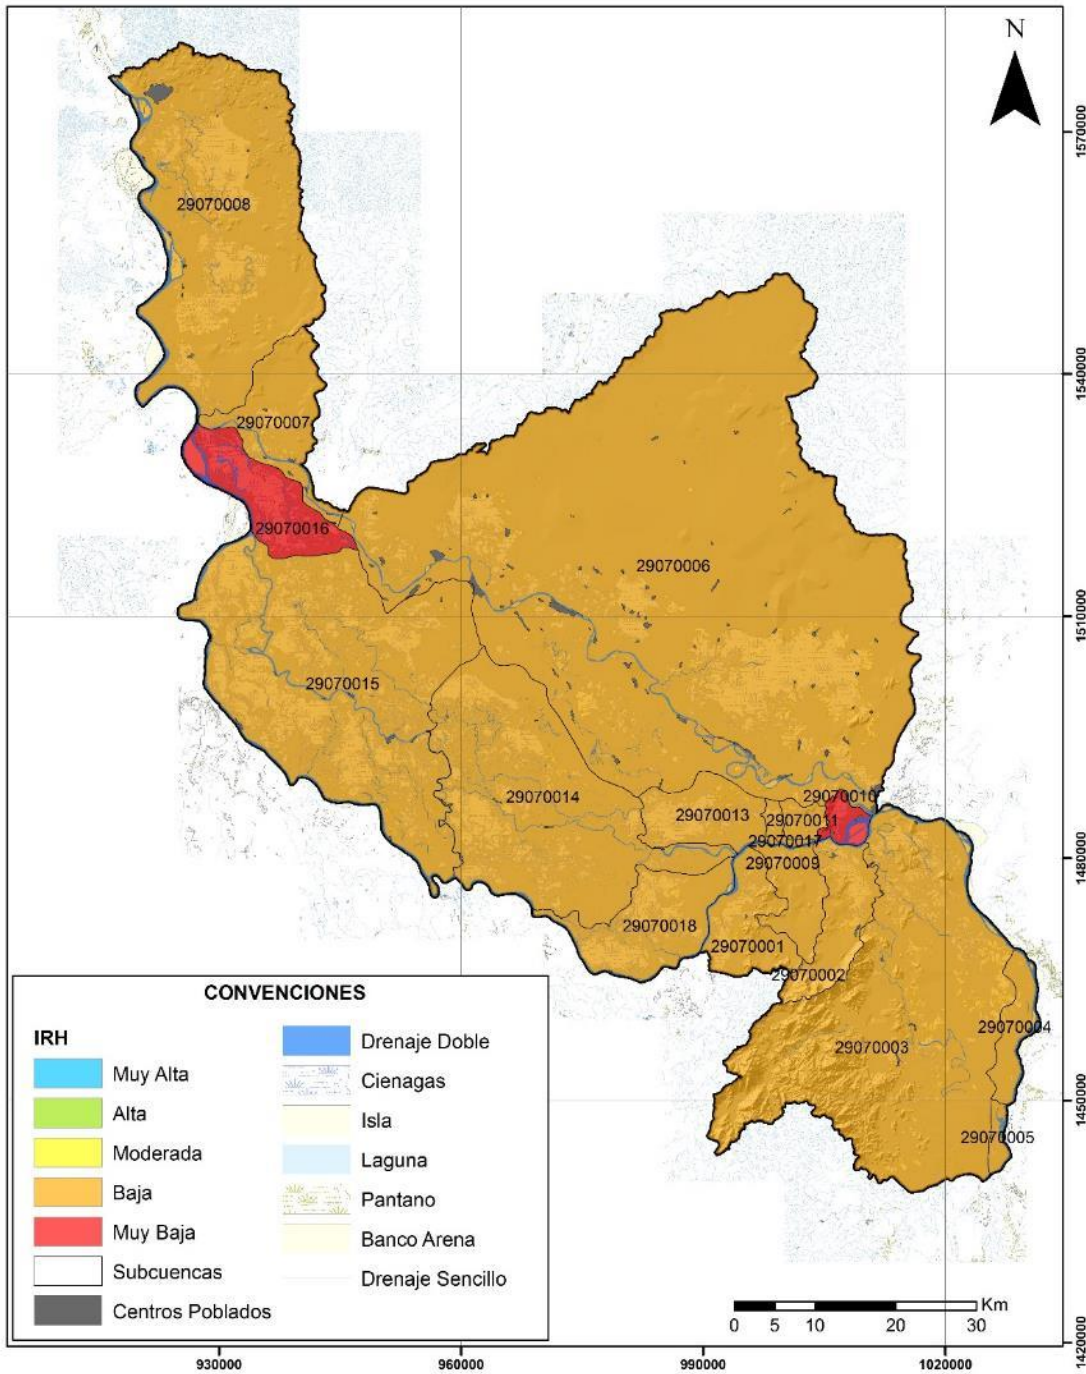 N
1570000
29070008
1540000
29070007
29070016
29070006
1510000
29070015
29070014
29070010
29070013
29070011
29070017
1480000
29070009
29070018
29070001
29070002
29070004
29070003
1450000
29070005
CONVENCIONES
IRH
Muy Alta
Alta
Moderada
Baja
Muy Baja
Subcuencas
Centros Poblados
Drenaje Doble
Cienagas
Isla
Laguna
Pantano
Banco Arena
Drenaje Sencillo
Km
0 5 10 20 30
1420000
930000 960000 990000 1020000